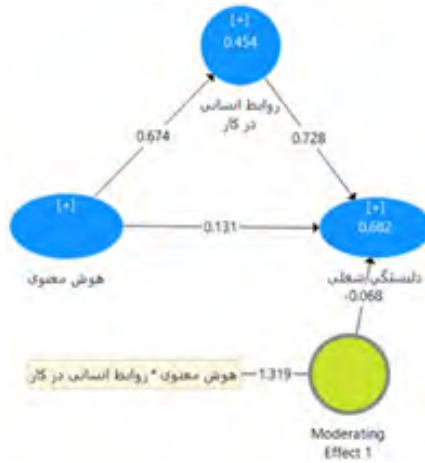 [+]
0.454
روابط انسانی
در کار
0.674
0.728
[+]
0.131
[+]
0.682
هوش معنوی
دلبستگی شغلی
-0.068
هوش معنوی * روابط انسانی در کار
1.319
Moderating
Effect 1